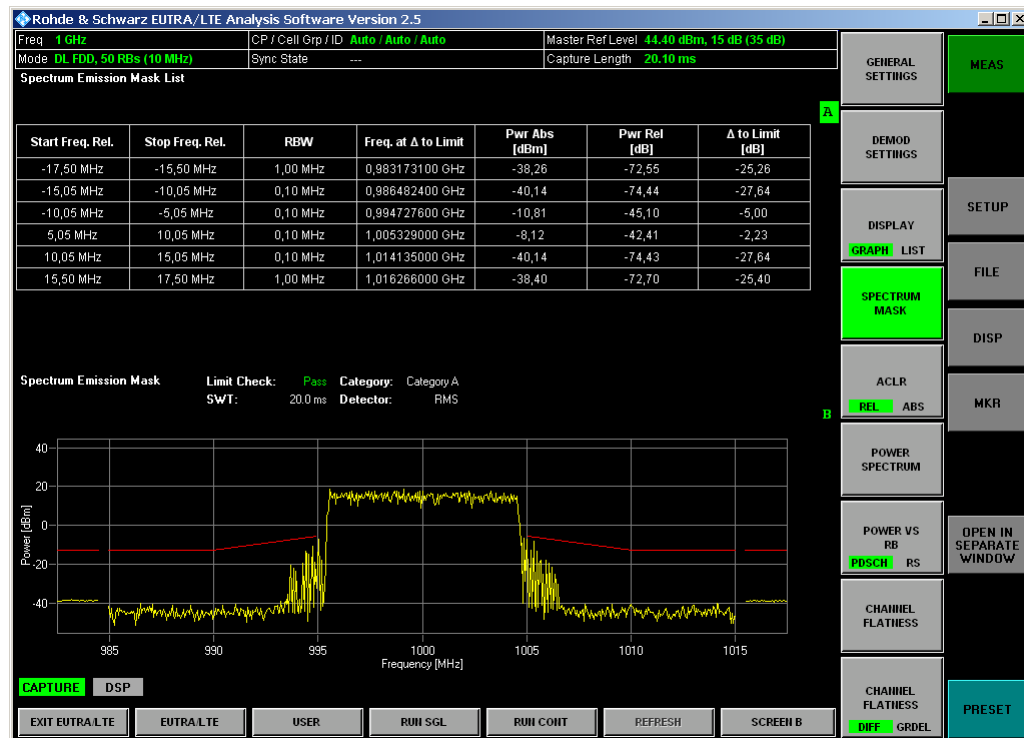 Rohde & Schwarz EUTRA/LTE Analysis Software Version 2.5
Freq 1 GHz CP / Cell Grp / ID Auto / Auto / Auto Master Ref Level 44.40 dBm, 15 dB (35 dB)
Mode DL FDD, 50 RBs (10 MHz) Sync State --- Capture Length 20.10 ms
Spectrum Emission Mask List
A
Start Freq. Rel. Stop Freq. Rel. RBW Freq. at Δ to Limit Pwr Abs [dBm] Pwr Rel [dB] Δ to Limit [dB]
-17,50 MHz -15,50 MHz 1,00 MHz 0,983173100 GHz -38,26 -72,55 -25,26
-15,05 MHz -10,05 MHz 0,10 MHz 0,986482400 GHz -40,14 -74,44 -27,64
-10,05 MHz -5,05 MHz 0,10 MHz 0,994727600 GHz -10,81 -45,10 -5,00
5,05 MHz 10,05 MHz 0,10 MHz 1,005329000 GHz -8,12 -42,41 -2,23
10,05 MHz 15,05 MHz 0,10 MHz 1,014135000 GHz -40,14 -74,43 -27,64
15,50 MHz 17,50 MHz 1,00 MHz 1,016266000 GHz -38,40 -72,70 -25,40
Spectrum Emission Mask Limit Check: Pass Category: Category A
SWT: 20.0 ms Detector: RMS
B
40
20
0
-20
-40
Power [dBm]
985 990 995 1000 1005 1010 1015
Frequency [MHz]
CAPTURE DSP
EXIT EUTRA/LTE EUTRA/LTE USER RUN SGL RUN CONT REFRESH SCREEN B
GENERAL
SETTINGS
DEMOD
SETTINGS
DISPLAY
GRAPH LIST
SPECTRUM
MASK
ACLR
REL ABS
POWER
SPECTRUM
POWER VS
RB
PDSCH RS
CHANNEL
FLATNESS
CHANNEL
FLATNESS
DIFF GRDEL
MEAS
SETUP
FILE
DISP
MKR
OPEN IN
SEPARATE
WINDOW
PRESET